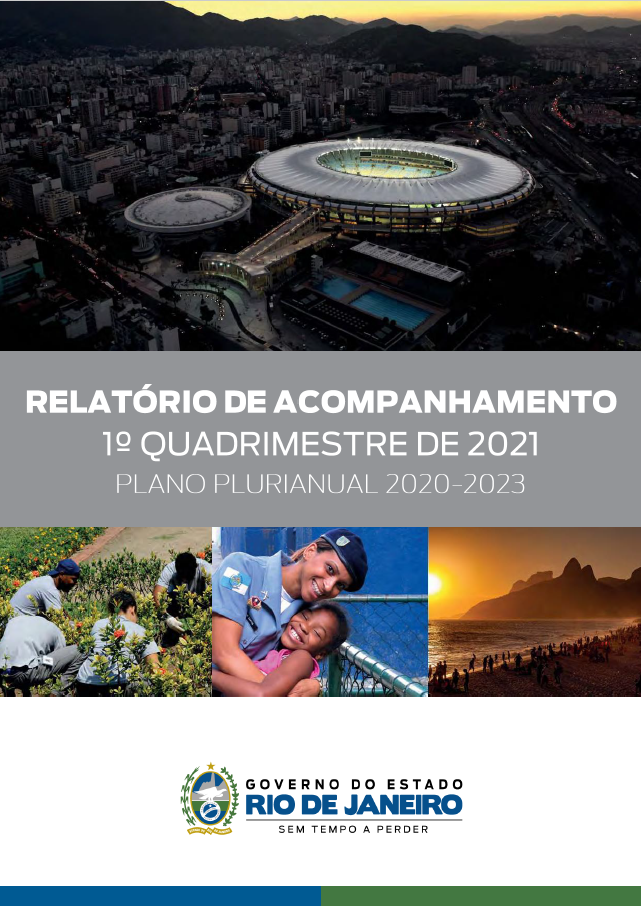 RELATÓRIO DE ACOMPANHAMENTO
1º QUADRIMESTRE DE 2021
PLANO PLURIANUAL 2020-2023
GOVERNO DO ESTADO
RIO DE JANEIRO
SEM TEMPO A PERDER